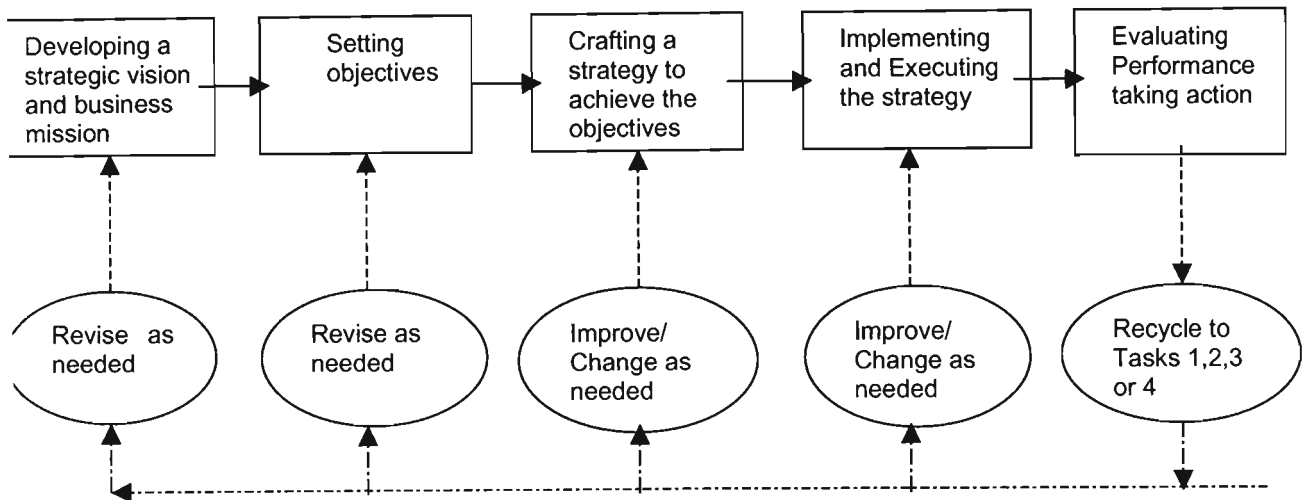 Developing a
strategic vision
and business
mission
Setting
objectives
Crafting a
strategy to
achieve the
objectives
Implementing
and Executing
the strategy
Evaluating
Performance
taking action
Revise as
needed
Revise as
needed
Improve/
Change as
needed
Improve/
Change as
needed
Recycle to
Tasks 1,2,3
or 4